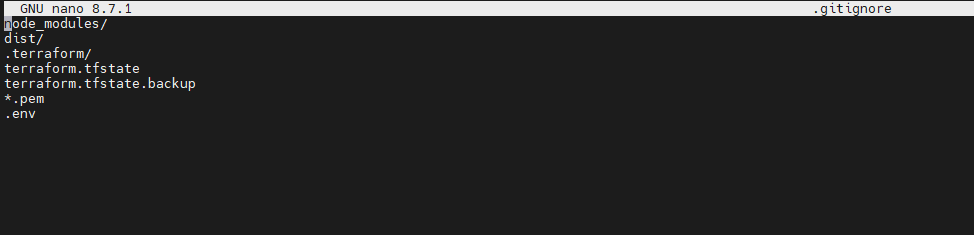 GNU nano 8.7.1 .gitignore
node_modules/
dist/
.terraform/
terraform.tfstate
terraform.tfstate.backup
*.pem
.env